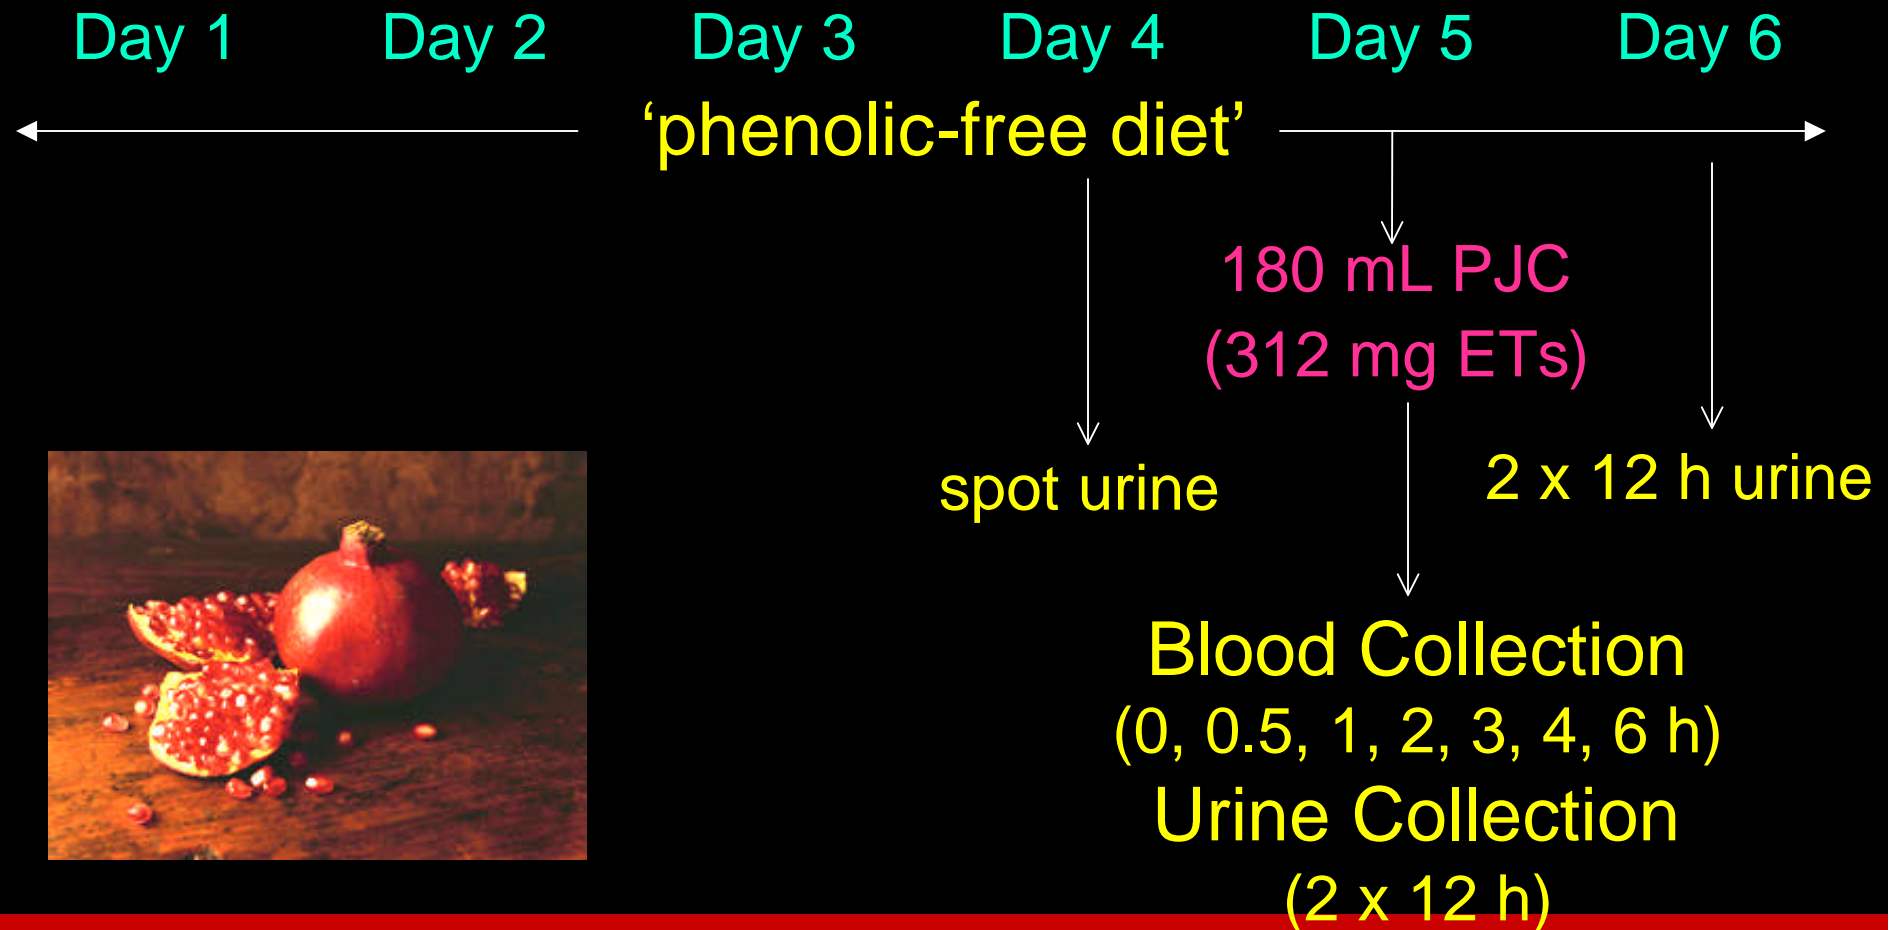 Day 1 Day 2 Day 3 Day 4 Day 5 Day 6
‘phenolic-free diet’
180 mL PJC
(312 mg ETs)
spot urine
2 x 12 h urine
Blood Collection
(0, 0.5, 1, 2, 3, 4, 6 h)
Urine Collection
(2 x 12 h)